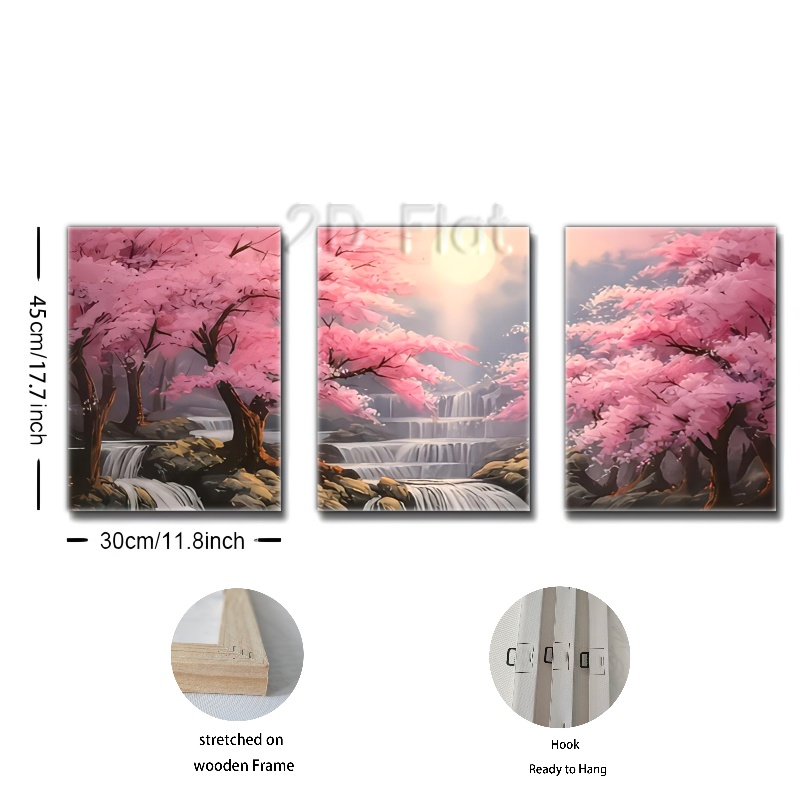 2D Flat
45cm/17.7inch
30cm/11.8inch
stretched on
wooden Frame
Hook
Ready to Hang